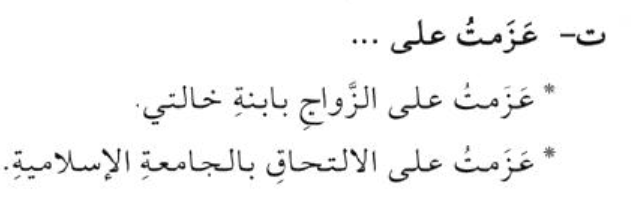 ت- عَزَمتُ على ...
* عَزَمتُ على الزَّواجِ بابنةِ خالتي.
* عَزَمتُ على الالتحاقِ بالجامعةِ الإسلاميةِ.